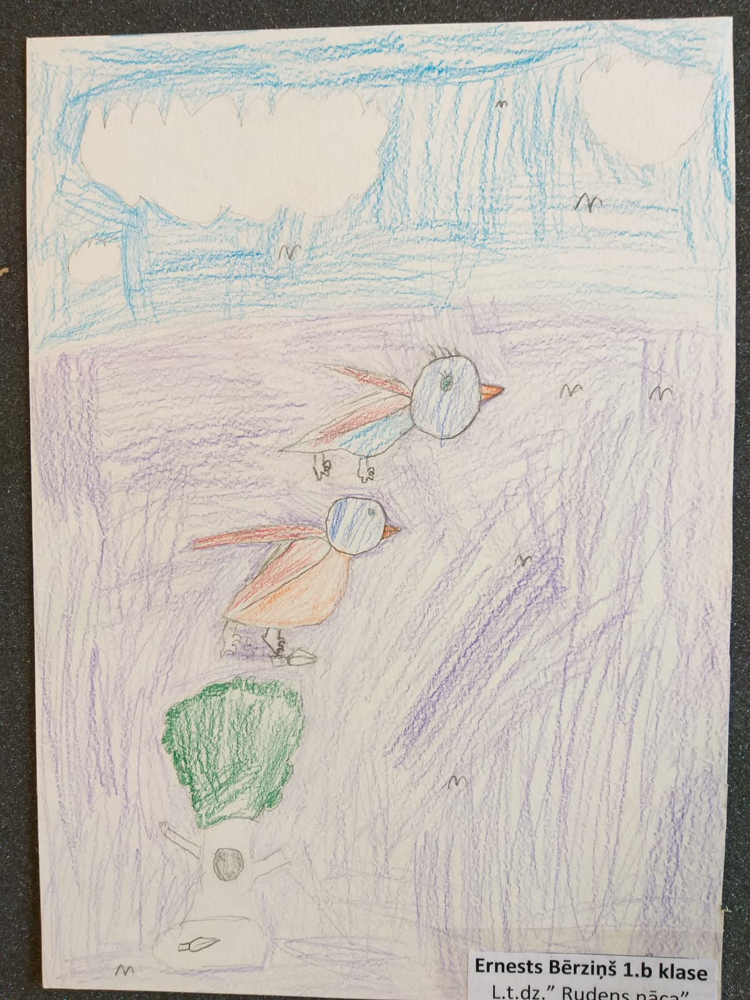 Ernests Bērziņš 1.b klase
L.t.dz.” Rudens nāca”